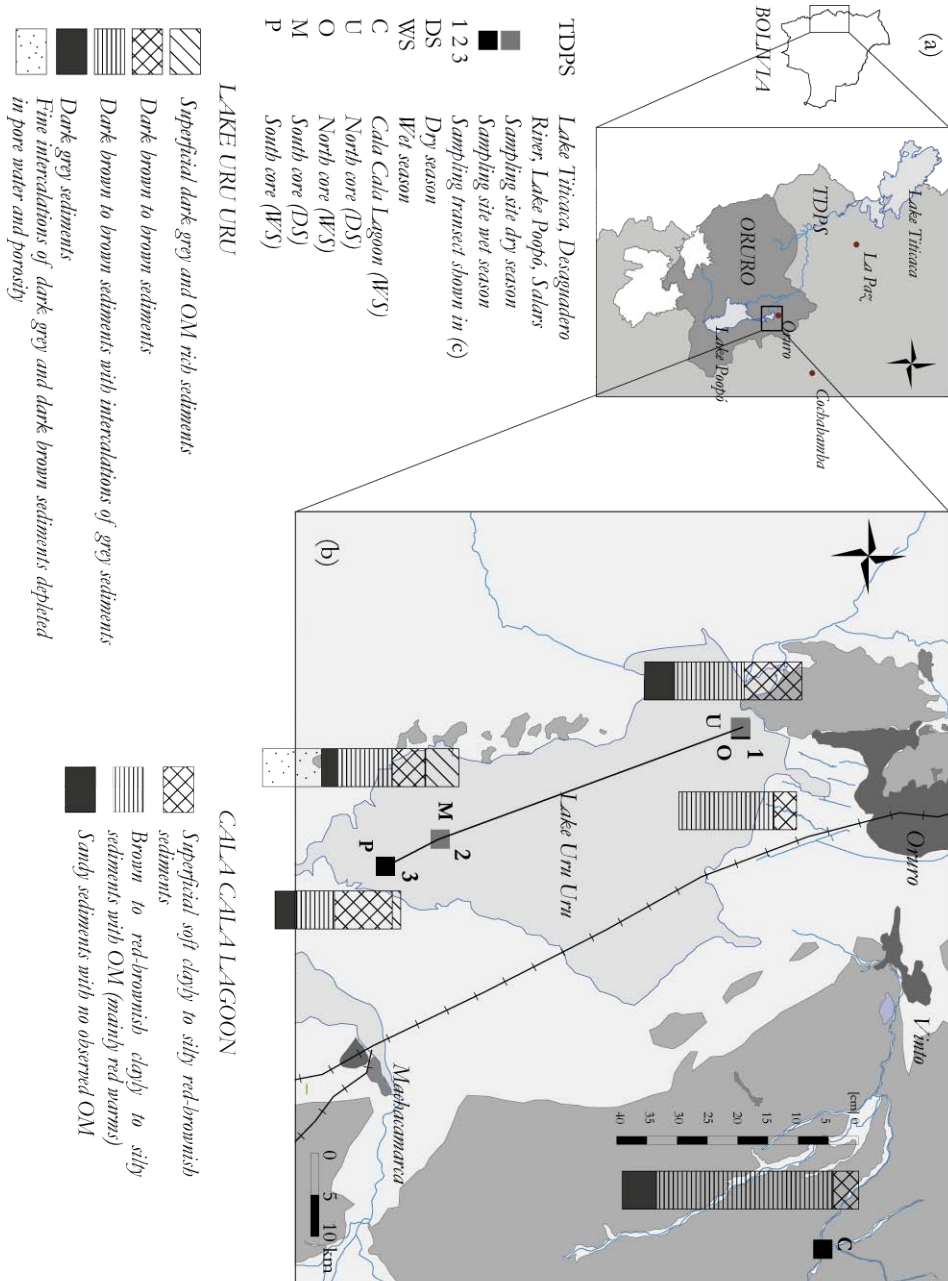 (a)
BOLIVIA
Lake Titicaca
TDPS
La Paz
ORURO
Oruro
Cochabamba
Lake Poopó
TDPS Lake Titicaca, Desaguadero
River, Lake Poopó, Salars
Sampling site dry season
Sampling site wet season
1 2 3 Sampling transect shown in (c)
DS Dry season
WS Wet season
C Cala Cala Lagoon (WS)
U North core (DS)
O North core (WS)
M South core (DS)
P South core (WS)
(b)
Oruro
Vinto
1
U O
Lake Uru Uru
M 2
P 3
Machacamarca
C
[cm] 0
5
10
15
20
25
30
35
40
0 5 10 km
LAKE URU URU
Superficial dark grey and OM rich sediments
Dark brown to brown sediments
Dark brown to brown sediments with intercalations of grey sediments
Dark grey sediments
Fine intercalations of dark grey and dark brown sediments depleted
in pore water and porosity
CALA CALA LAGOON
Superficial soft clayly to silty red-brownish
sediments
Brown to red-brownish clayly to silty
sediments with OM (mainly red warms)
Sandy sediments with no observed OM